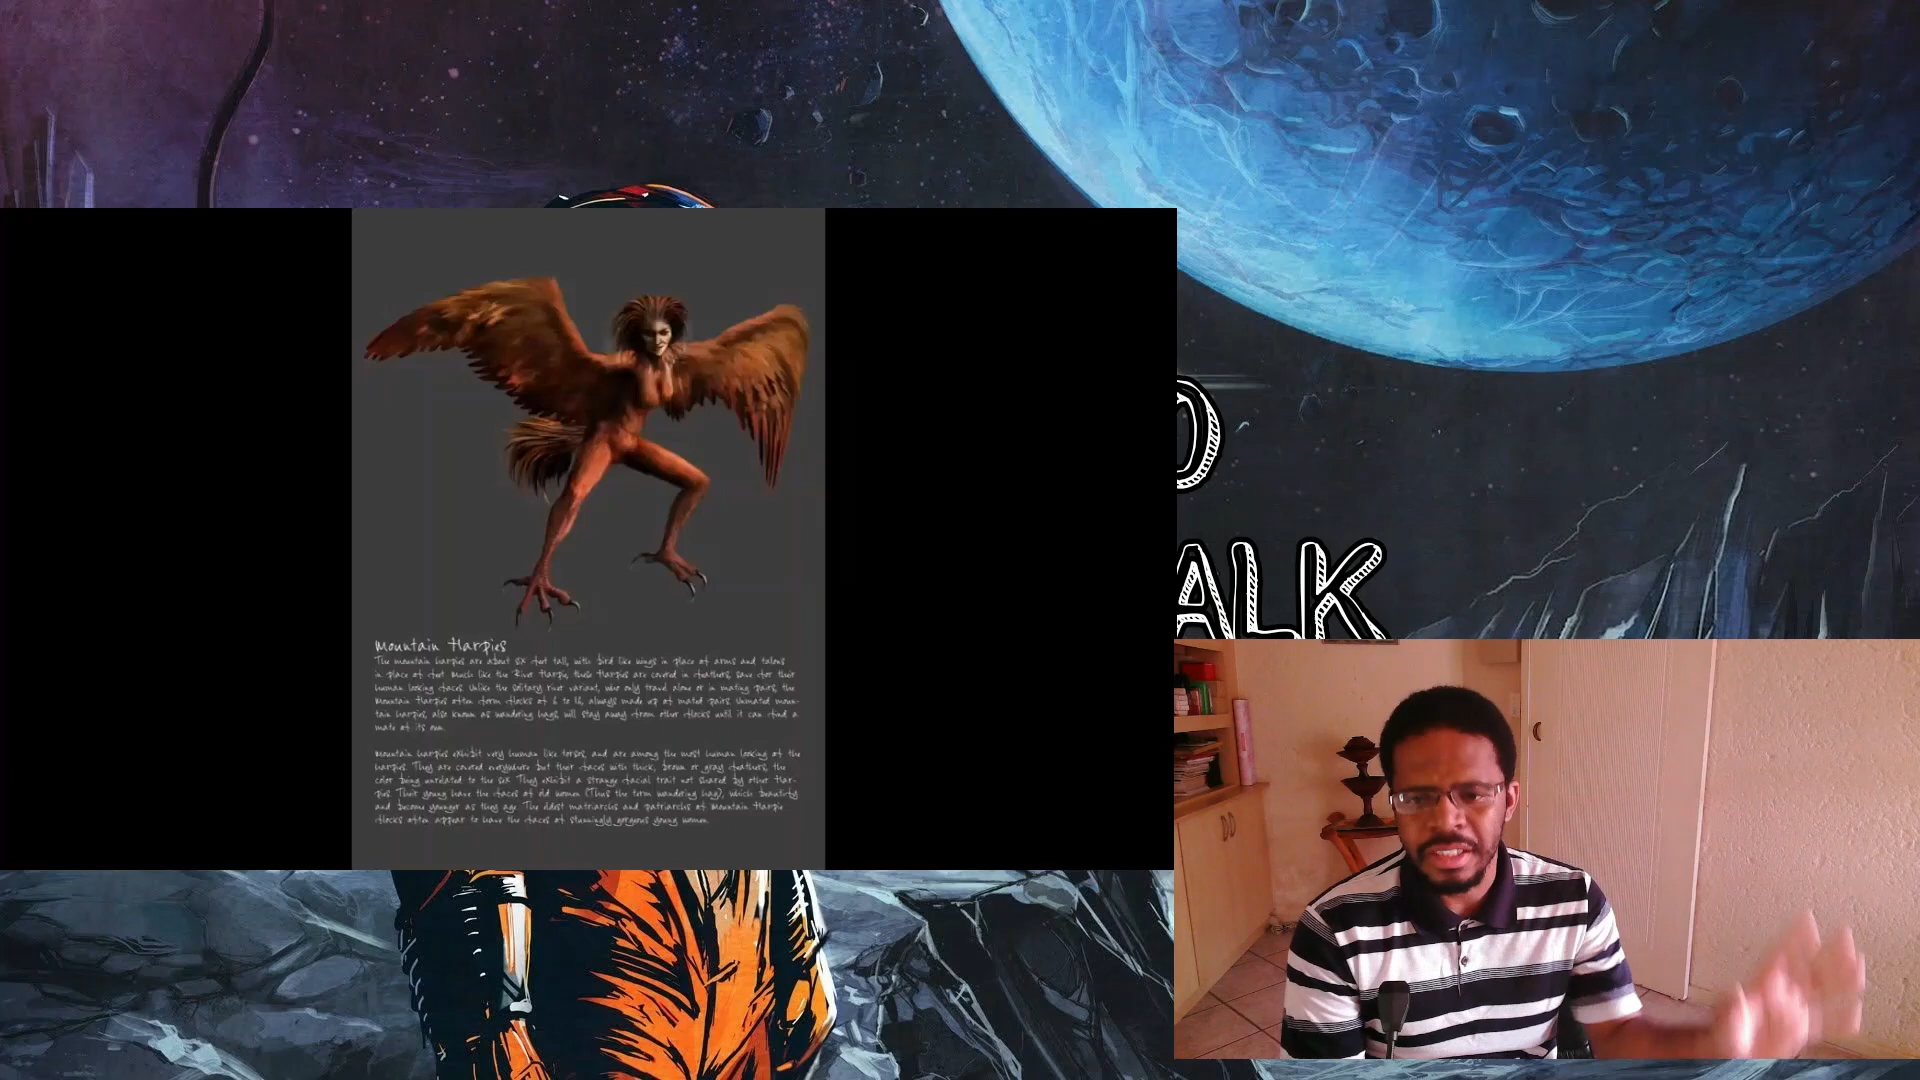 D
ALK
Mountain Harpies
The mountain harpies are about six feet tall, with bird like wings in place of arms and talons
in place of feet. Much like the River Harpy, these Harpies are covered in feathers, save for their
human looking faces. Unlike the solitary river variant, who only travel alone or in mating pairs, the
Mountain Harpies often form flocks of 6 to 18, always made up of mated pairs. Unmated moun-
tain harpies, also known as wandering hags, will stay away from other flocks until it can find a
mate of its own.
Mountain harpies exhibit very human like torsos, and are among the most human looking of the
harpies. They are covered everywhere but their faces with thick, brown or gray feathers, the
color being unrelated to the sex. They exhibit a strange facial trait not shared by other Har-
pies. Their young have the faces of old women (Thus the term wandering hag), which beautify
and become younger as they age. The eldest matriarchs and patriarchs of Mountain Harpie
flocks often appear to have the faces of stunningly gorgeous young women.